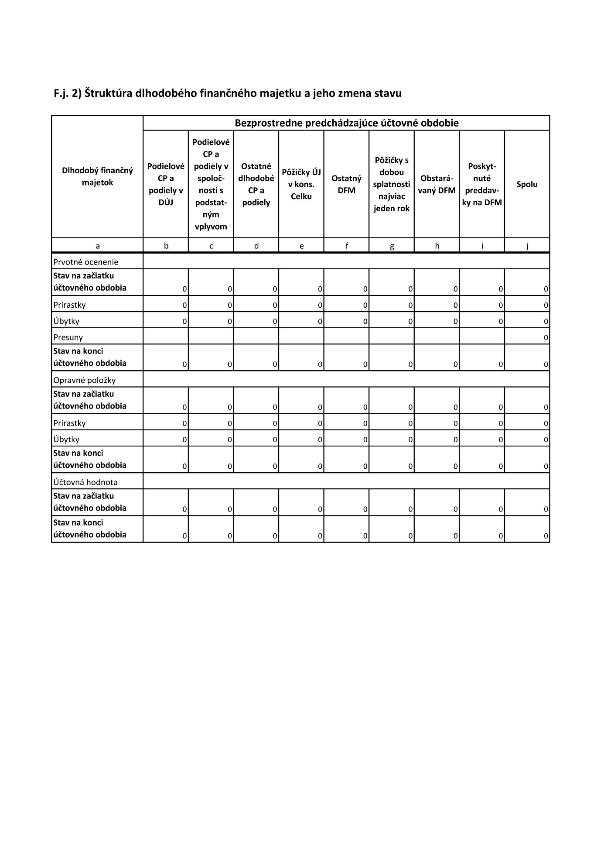 F.j. 2) Štruktúra dlhodobého finančného majetku a jeho zmena stavu
Bezprostredne predchádzajúce účtovné obdobie
Dlhodobý finančný
majetok
Podielové
CP a
podiely v
DÚJ
Podielové
CP a
podiely v
spoloč-
nosti s
podstat-
ným
vplyvom
Ostatné
dlhodobé
CP a
podiely
Pôžičky ÚJ
v kons.
Celku
Ostatný
DFM
Pôžičky s
dobou
splatnosti
najviac
jeden rok
Obstará-
vaný DFM
Poskyt-
nuté
preddav-
ky na DFM
Spolu
a b c d e f g h i j
Prvotné ocenenie
Stav na začiatku
účtovného obdobia 0 0 0 0 0 0 0 0 0
Prírastky 0 0 0 0 0 0 0 0 0
Úbytky 0 0 0 0 0 0 0 0 0
Presuny 0
Stav na konci
účtovného obdobia 0 0 0 0 0 0 0 0 0
Opravné položky
Stav na začiatku
účtovného obdobia 0 0 0 0 0 0 0 0 0
Prírastky 0 0 0 0 0 0 0 0 0
Úbytky 0 0 0 0 0 0 0 0 0
Stav na konci
účtovného obdobia 0 0 0 0 0 0 0 0 0
Účtovná hodnota
Stav na začiatku
účtovného obdobia 0 0 0 0 0 0 0 0 0
Stav na konci
účtovného obdobia 0 0 0 0 0 0 0 0 0